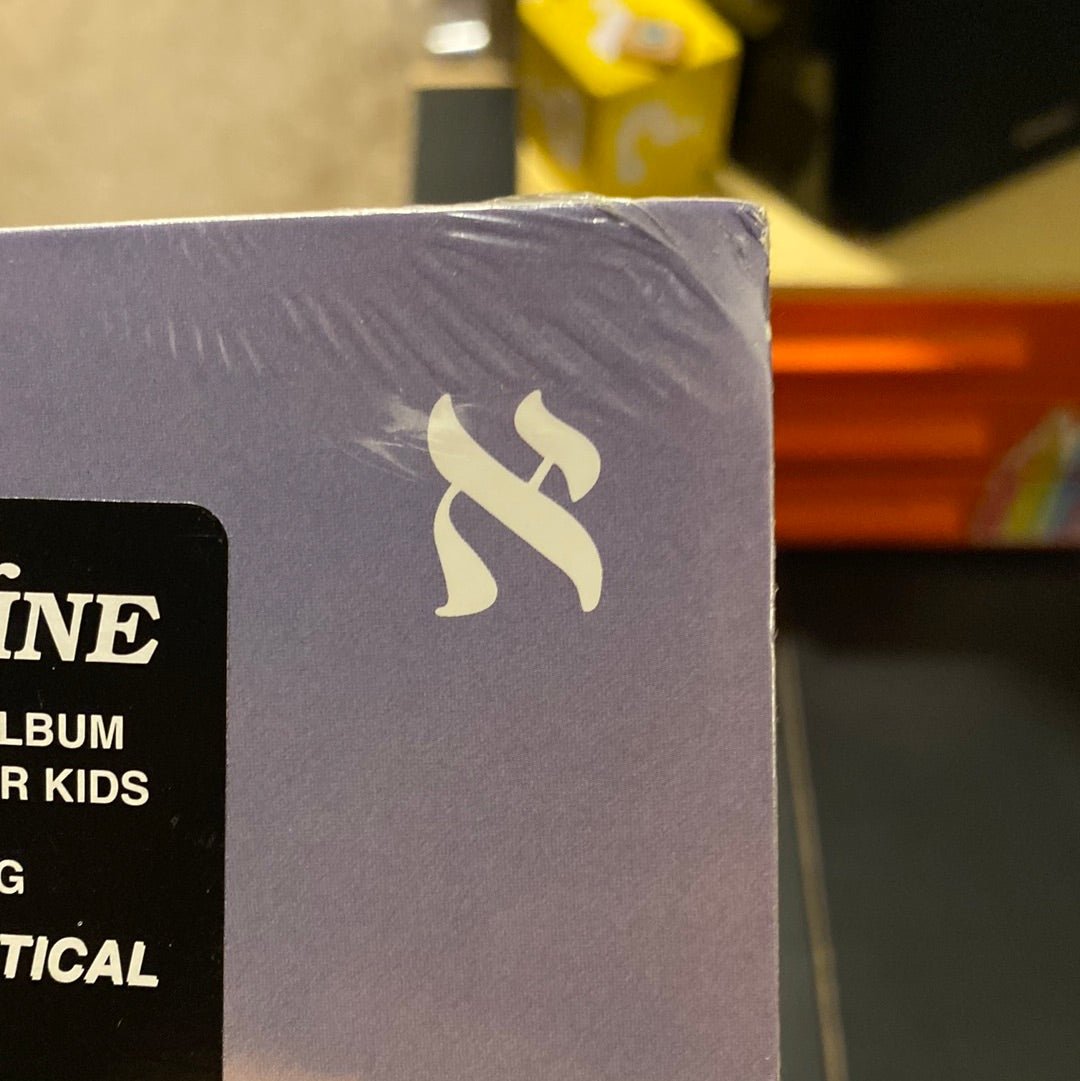 א
INE
LBUM
R KIDS
G
TICAL